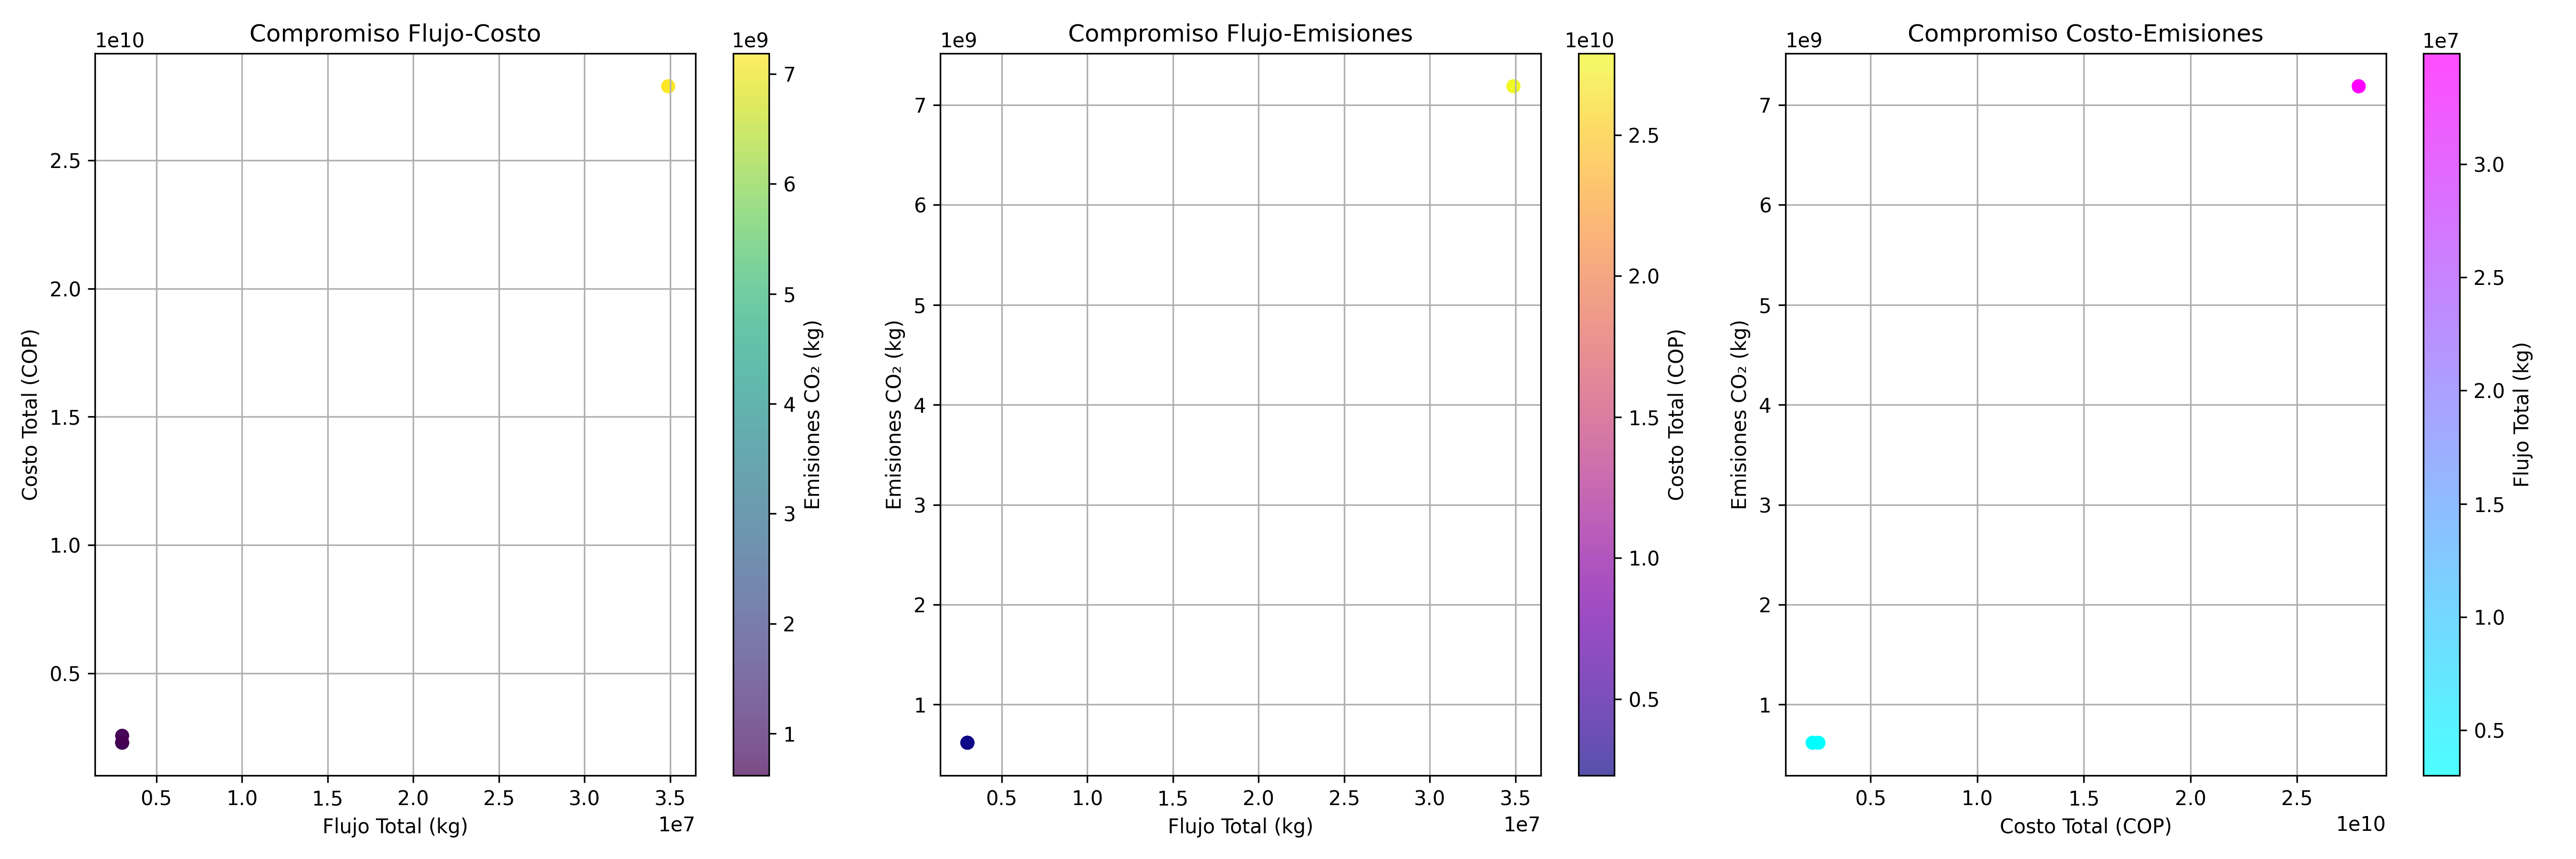 Compromiso Flujo-Costo
1e10
2.5
2.0
1.5
1.0
0.5
Costo Total (COP)
0.5 1.0 1.5 2.0 2.5 3.0 3.5
1e7
Flujo Total (kg)
1e9
7
6
5
4
3
2
1
Emisiones CO₂ (kg)
Compromiso Flujo-Emisiones
1e9
7
6
5
4
3
2
1
Emisiones CO₂ (kg)
0.5 1.0 1.5 2.0 2.5 3.0 3.5
1e7
Flujo Total (kg)
1e10
2.5
2.0
1.5
1.0
0.5
Costo Total (COP)
Compromiso Costo-Emisiones
1e9
7
6
5
4
3
2
1
Emisiones CO₂ (kg)
0.5 1.0 1.5 2.0 2.5
1e10
Costo Total (COP)
1e7
3.0
2.5
2.0
1.5
1.0
0.5
Flujo Total (kg)